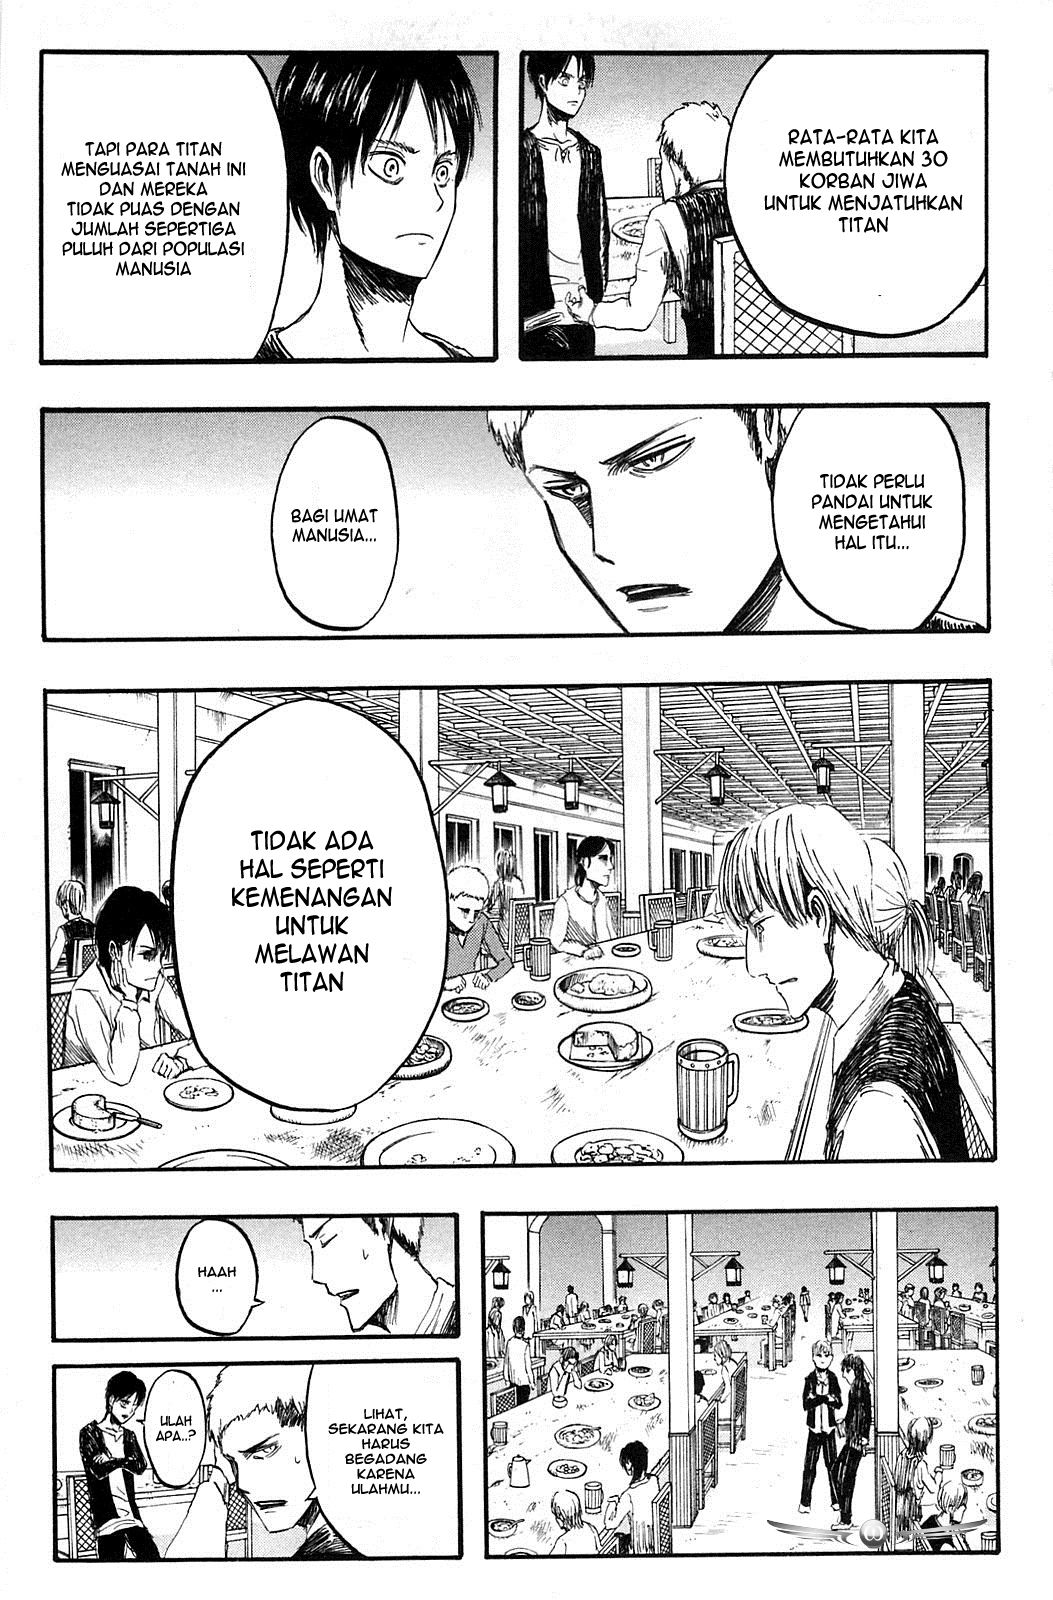 RATA-RATA KITA
MEMBUTUHKAN 30
KORBAN JIWA
UNTUK MENJATUHKAN
TITAN
TAPI PARA TITAN
MENGUASAI TANAH INI
DAN MEREKA
TIDAK PUAS DENGAN
JUMLAH SEPERTIGA
PULUH DARI POPULASI
MANUSIA
TIDAK PERLU
PANDAI UNTUK
MENGETAHUI
HAL ITU...
BAGI UMAT
MANUSIA...
TIDAK ADA
HAL SEPERTI
KEMENANGAN
UNTUK
MELAWAN
TITAN
HAAH
...
LIHAT,
SEKARANG KITA
HARUS
BEGADANG
KARENA
ULAHMU...
ULAH
APA..?